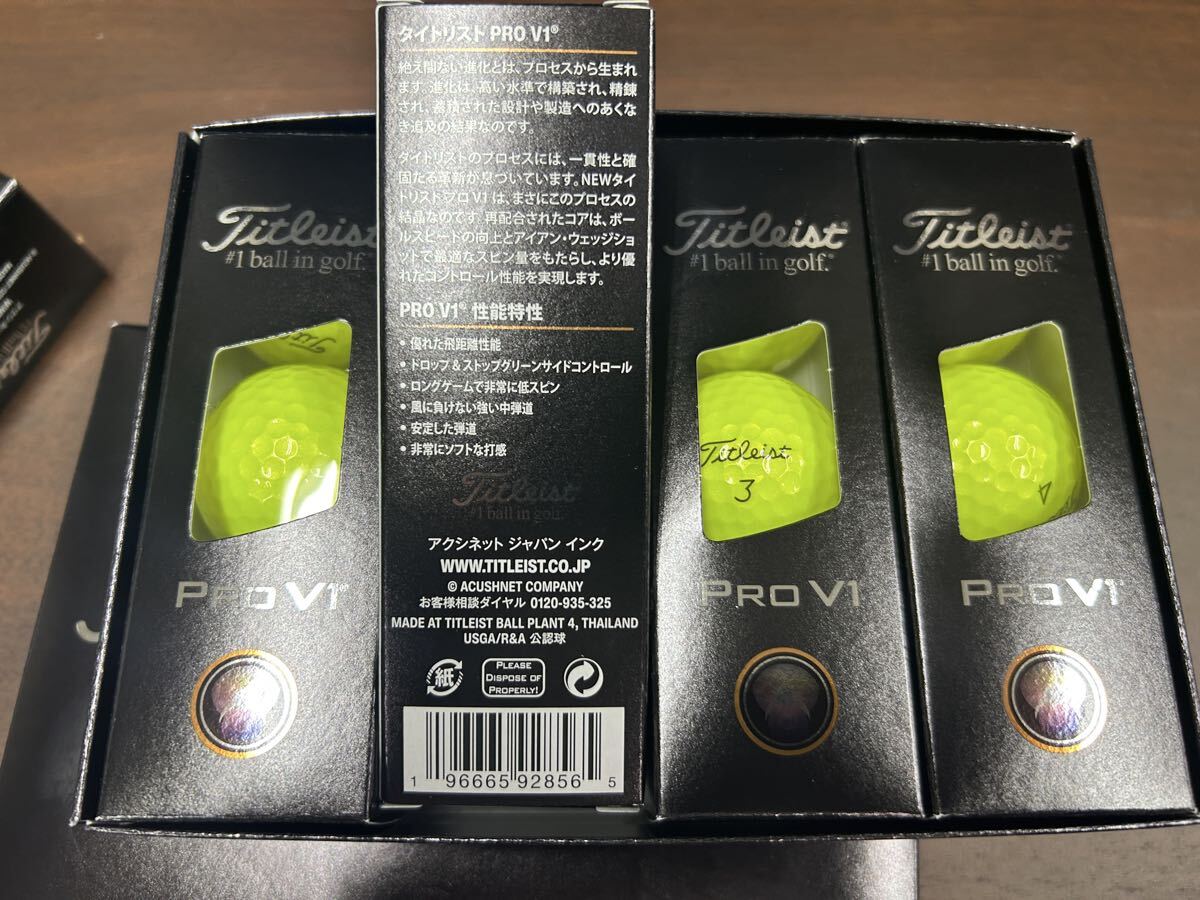 タイトリスト PRO V1®
絶え間ない進化とは、プロセスから生まれ
ます。進化は、高い水準で構築され、精錬
され、蓄積された設計や製造へのあくな
き追及の結果なのです。
タイトリストのプロセスには、一貫性と確
固たる革新が息づいています。NEWタイ
トリスト プロ V1 は、まさにこのプロセスの
結晶なのです。再配合されたコアは、ボー
ルスピードの向上とアイアン・ウェッジショ
ットで最適なスピン量をもたらし、より優
れたコントロール性能を実現します。
PRO V1® 性能特性
• 優れた飛距離性能
• ドロップ&ストップグリーンサイドコントロール
• ロングゲームで非常に低スピン
• 風に負けない強い中弾道
• 安定した弾道
• 非常にソフトな打感
Titleist
#1 ball in golf.
アクシネット ジャパン インク
WWW.TITLEIST.CO.JP
© ACUSHNET COMPANY
お客様相談ダイヤル 0120-935-325
MADE AT TITLEIST BALL PLANT 4, THAILAND
USGA/R&A 公認球
紙
PLEASE
DISPOSE OF
PROPERLY!
1 96665 92856 5
Titleist
#1 ball in golf.®
PRO V1
Titleist
#1 ball in golf.®
Titleist
3
PRO V1
Titleist
#1 ball in golf.®
PRO V1